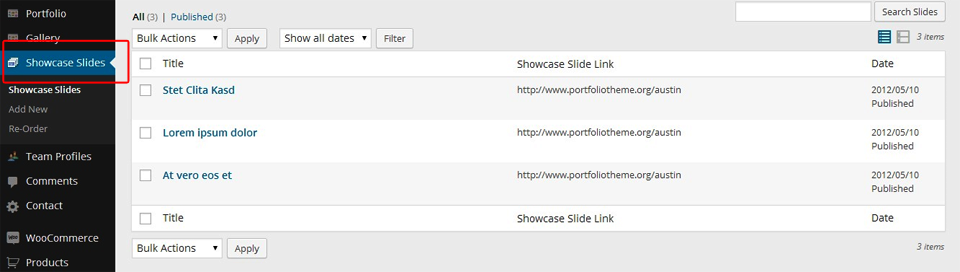 Portfolio
Gallery
Showcase Slides
Showcase Slides
Add New
Re-Order
Team Profiles
Comments
Contact
WooCommerce
Products
All (3) | Published (3)
Search Slides
Bulk Actions Apply Show all dates Filter
3 items
Title Showcase Slide Link Date
Stet Clita Kasd http://www.portfoliotheme.org/austin 2012/05/10
Published
Lorem ipsum dolor http://www.portfoliotheme.org/austin 2012/05/10
Published
At vero eos et http://www.portfoliotheme.org/austin 2012/05/10
Published
Title Showcase Slide Link Date
Bulk Actions Apply
3 items